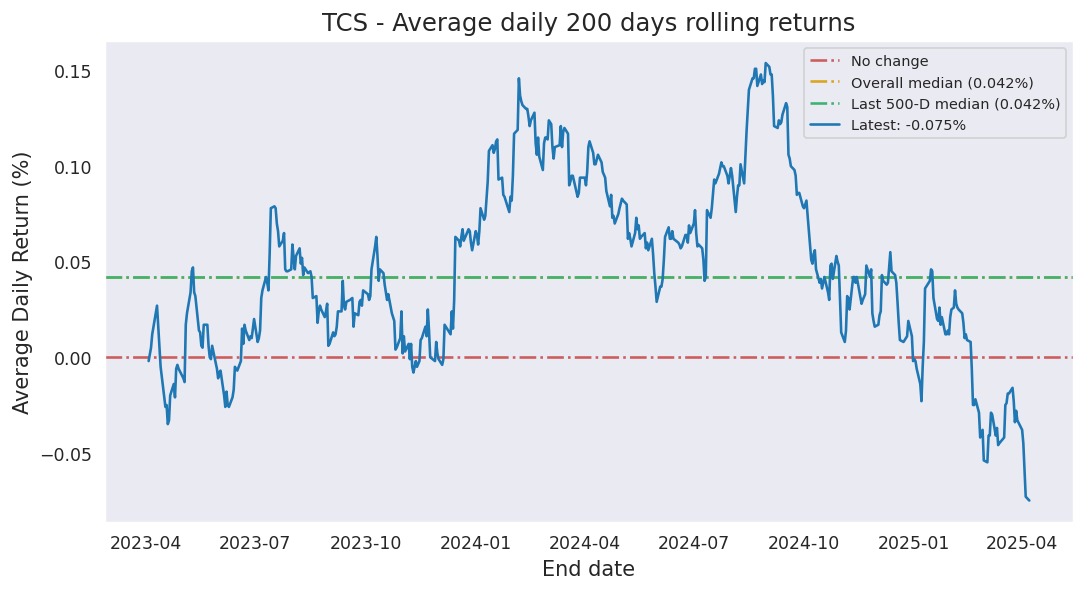 TCS - Average daily 200 days rolling returns
No change
Overall median (0.042%)
Last 500-D median (0.042%)
Latest: -0.075%
Average Daily Return (%)
0.15
0.10
0.05
0.00
−0.05
2023-04 2023-07 2023-10 2024-01 2024-04 2024-07 2024-10 2025-01 2025-04
End date